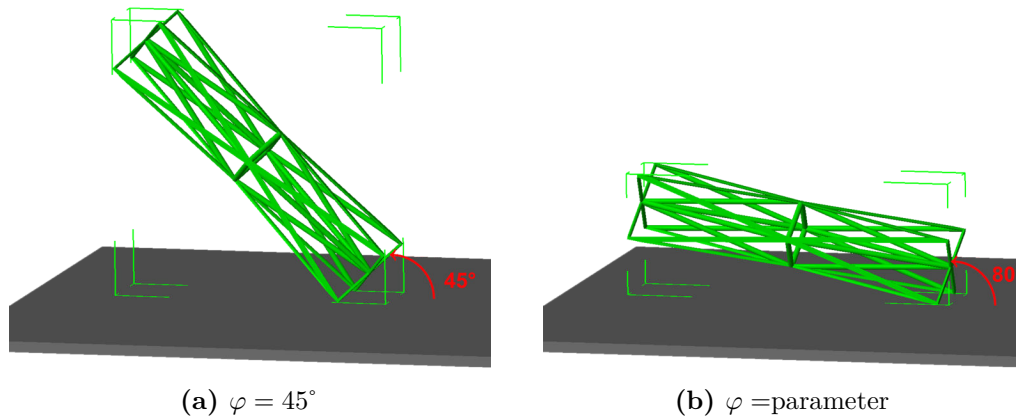 45°
80
(a) φ = 45°
(b) φ =parameter